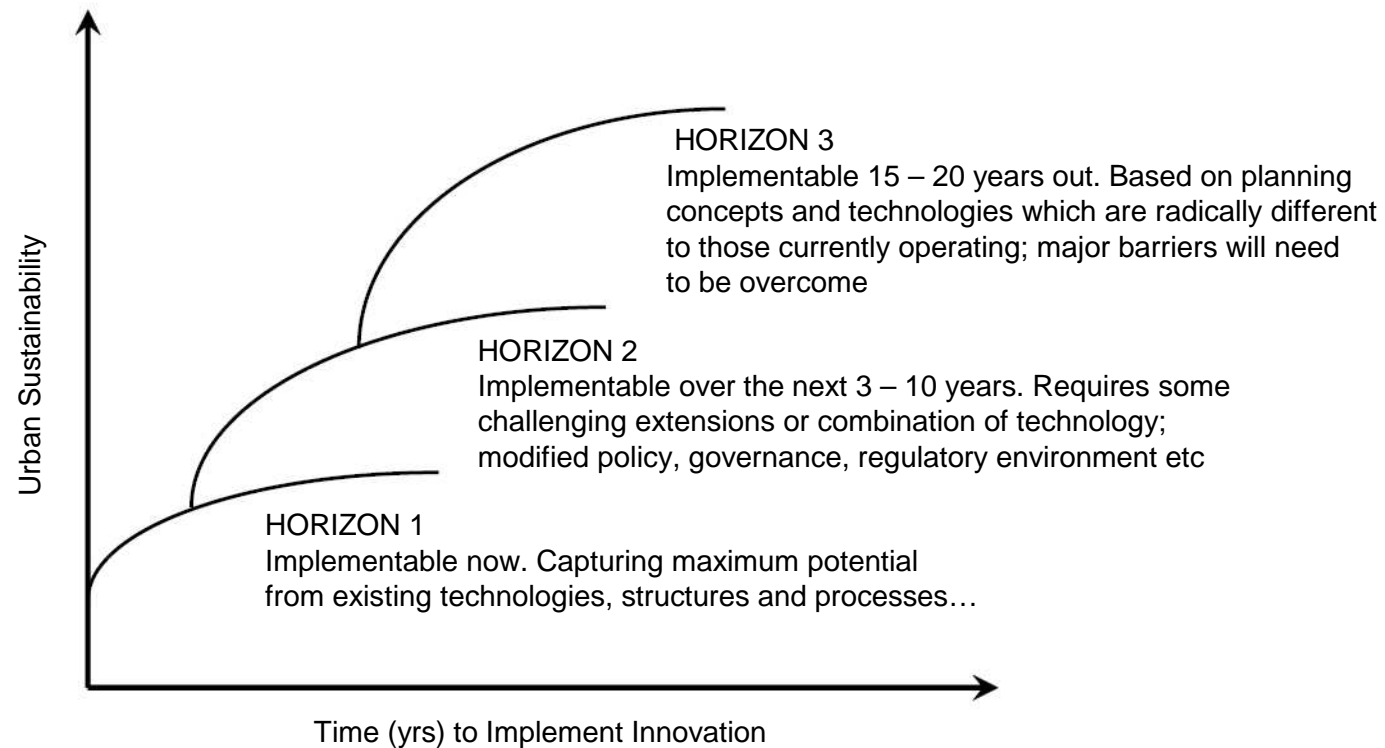 Urban Sustainability
HORIZON 3
Implementable 15 – 20 years out. Based on planning
concepts and technologies which are radically different
to those currently operating; major barriers will need
to be overcome
HORIZON 2
Implementable over the next 3 – 10 years. Requires some
challenging extensions or combination of technology;
modified policy, governance, regulatory environment etc
HORIZON 1
Implementable now. Capturing maximum potential
from existing technologies, structures and processes…
Time (yrs) to Implement Innovation